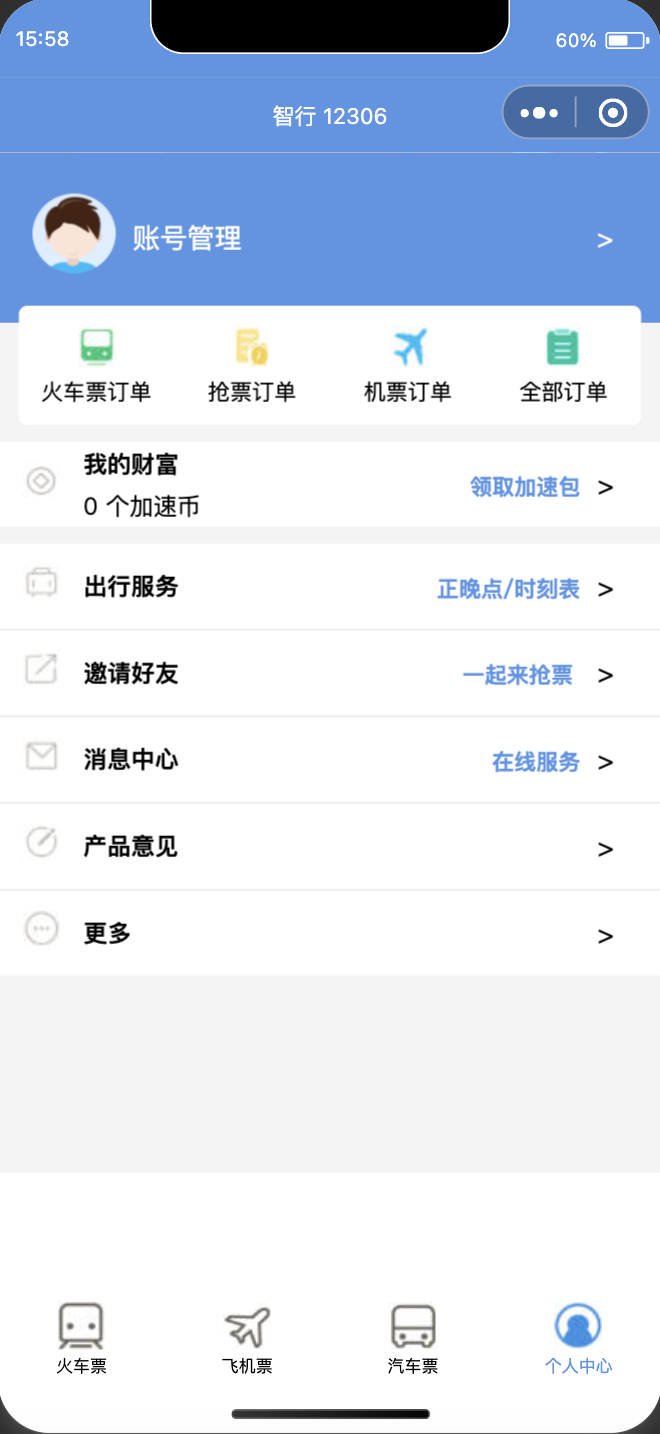 15:58
60%
智行 12306
账号管理 >
火车票订单 抢票订单 机票订单 全部订单
我的财富
0 个加速币
领取加速包 >
出行服务 正晚点/时刻表 >
邀请好友 一起来抢票 >
消息中心 在线服务 >
产品意见 >
更多 >
火车票 飞机票 汽车票 个人中心